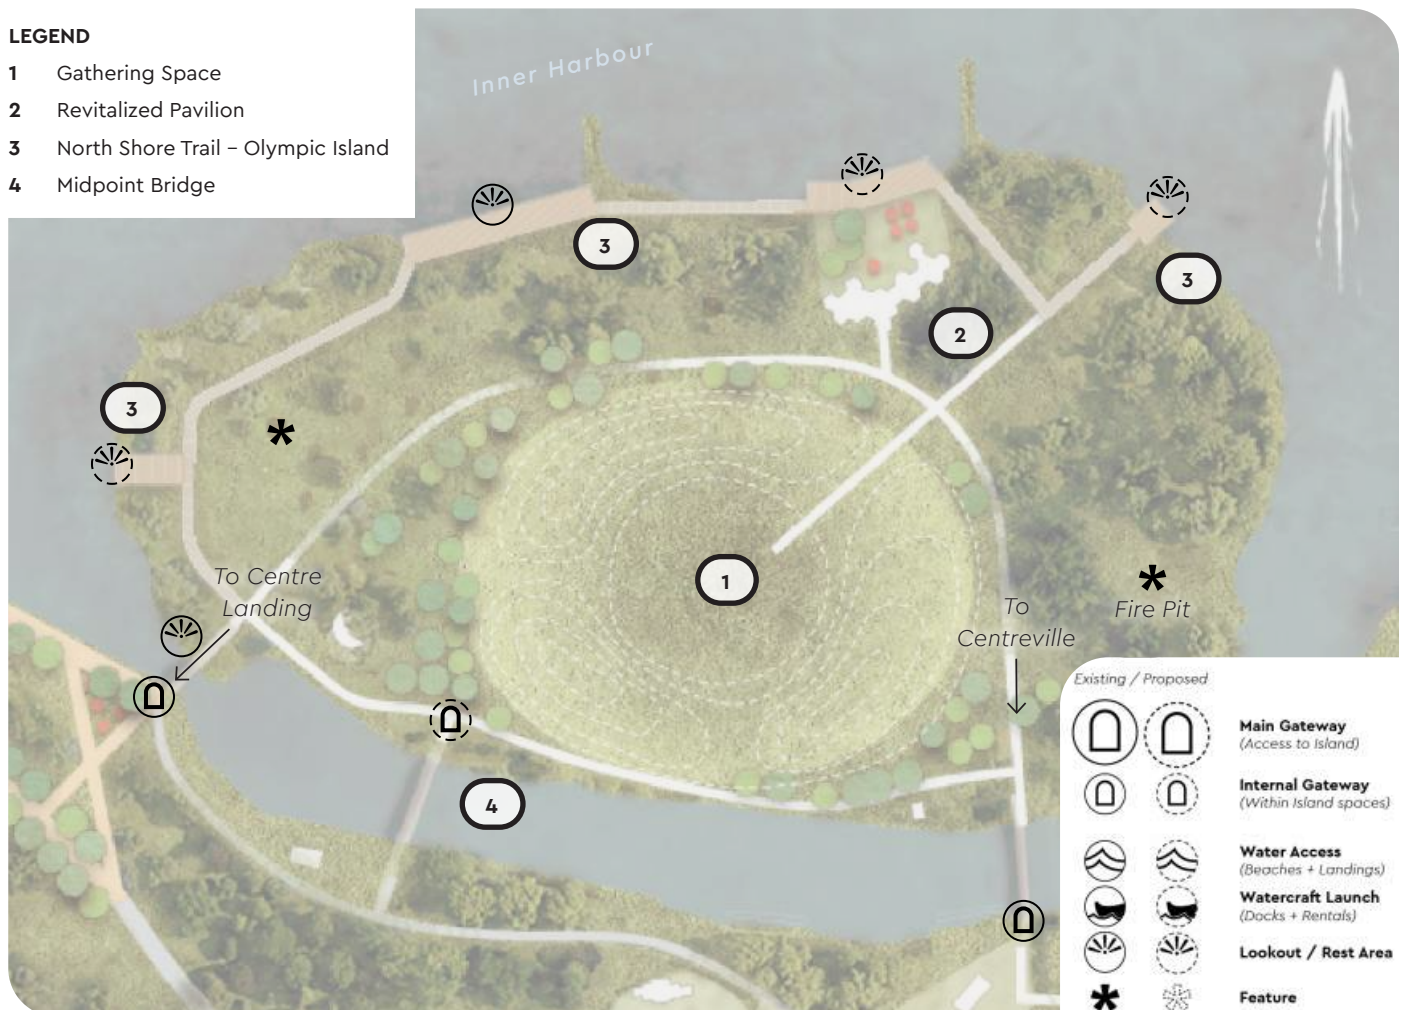 LEGEND
1 Gathering Space
2 Revitalized Pavilion
3 North Shore Trail – Olympic Island
4 Midpoint Bridge
Inner Harbour
3
3
2
3
1
To Centre
Landing
To
Centreville
Fire Pit
4
Existing / Proposed
Main Gateway
(Access to Island)
Internal Gateway
(Within Island spaces)
Water Access
(Beaches + Landings)
Watercraft Launch
(Docks + Rentals)
Lookout / Rest Area
Feature